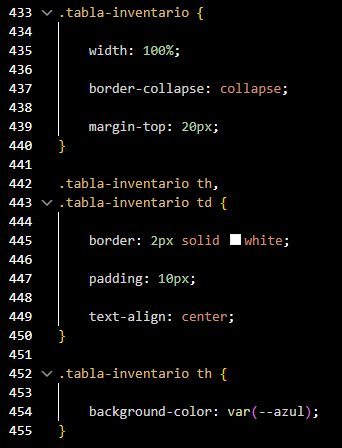 433 .tabla-inventario {
434
435 width: 100%;
436
437 border-collapse: collapse;
438
439 margin-top: 20px;
440 }
441
442 .tabla-inventario th,
443 .tabla-inventario td {
444
445 border: 2px solid white;
446
447 padding: 10px;
448
449 text-align: center;
450 }
451
452 .tabla-inventario th {
453
454 background-color: var(--azul);
455 }